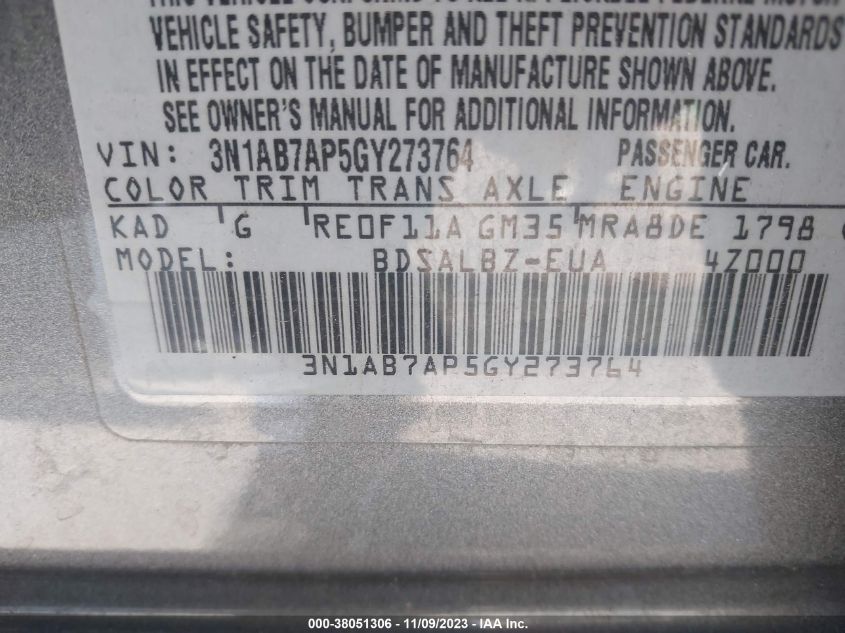 VEHICLE SAFETY, BUMPER AND THEFT PREVENTION STANDARDS
IN EFFECT ON THE DATE OF MANUFACTURE SHOWN ABOVE.
SEE OWNER'S MANUAL FOR ADDITIONAL INFORMATION.
VIN: 3N1AB7AP5GY273764 PASSENGER CAR.
COLOR TRIM TRANS AXLE ENGINE
KAD G RE0F11A GM35 MRA8DE 1798
MODEL: BDSALBZ-EUA 4Z000
3N1AB7AP5GY273764
000-38051306 - 11/09/2023 - IAA Inc.